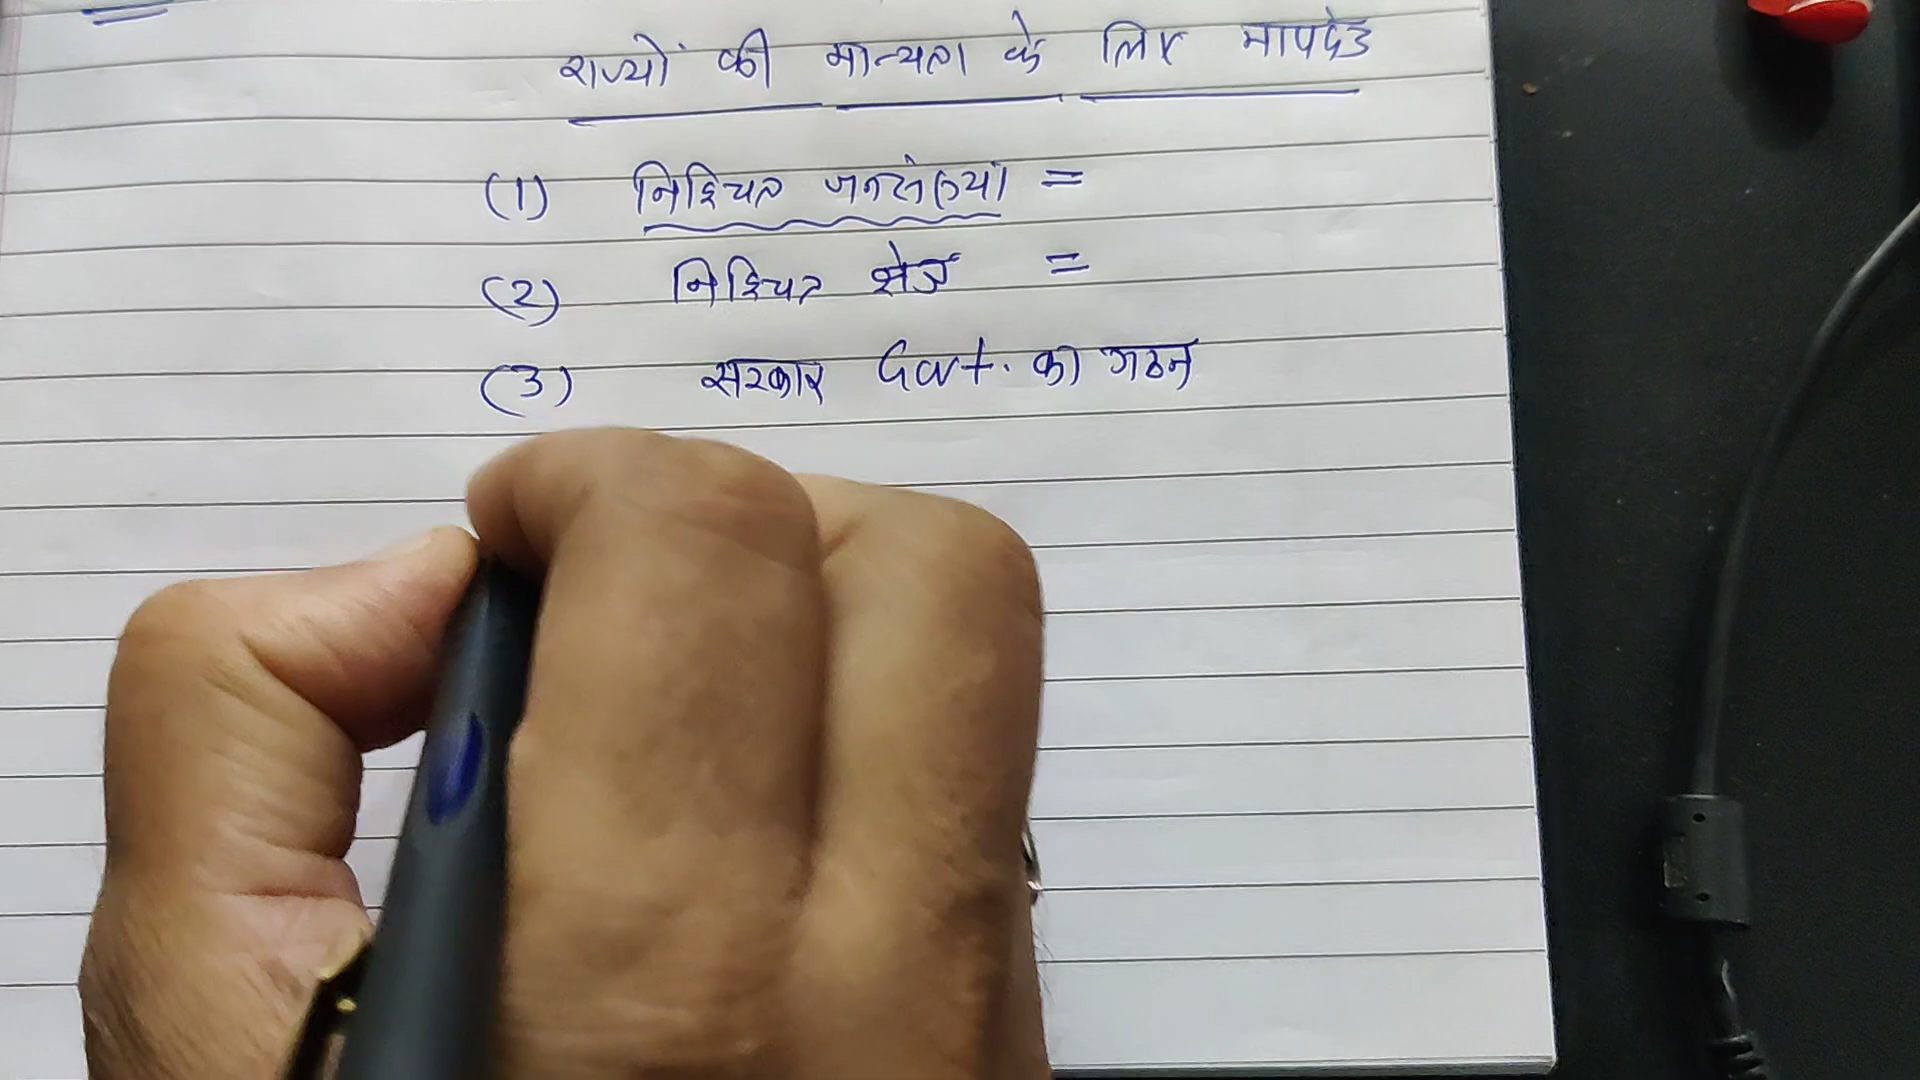 राज्यों की मान्यता के लिए मापदंड
(1) निश्चित जनसंख्या =
(2) निश्चित क्षेत्र =
(3) सरकार Govt. का गठन